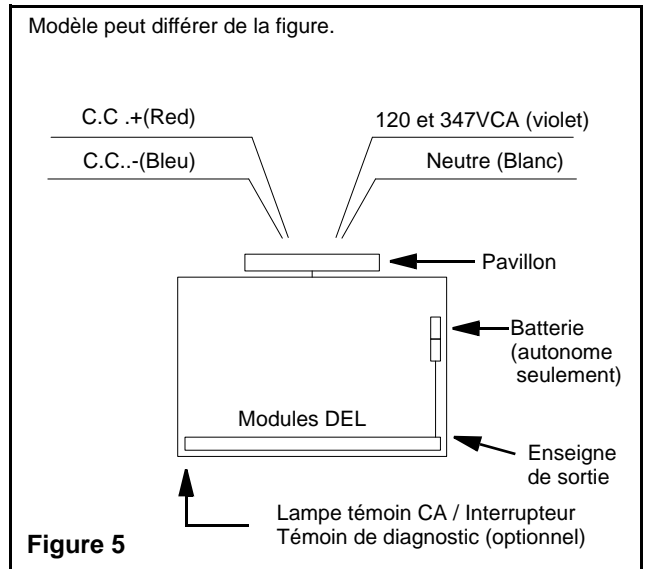 Modèle peut différer de la figure.
C.C .+(Red)
120 et 347VCA (violet)
C.C..-(Bleu)
Neutre (Blanc)
Pavillon
Batterie
(autonome
seulement)
Modules DEL
Enseigne
de sortie
Lampe témoin CA / Interrupteur
Témoin de diagnostic (optionnel)
Figure 5